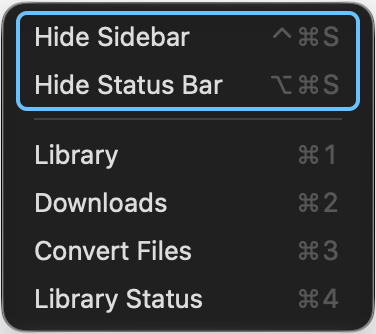 Hide Sidebar ^⌘S
Hide Status Bar ⌥⌘S
Library ⌘1
Downloads ⌘2
Convert Files ⌘3
Library Status ⌘4